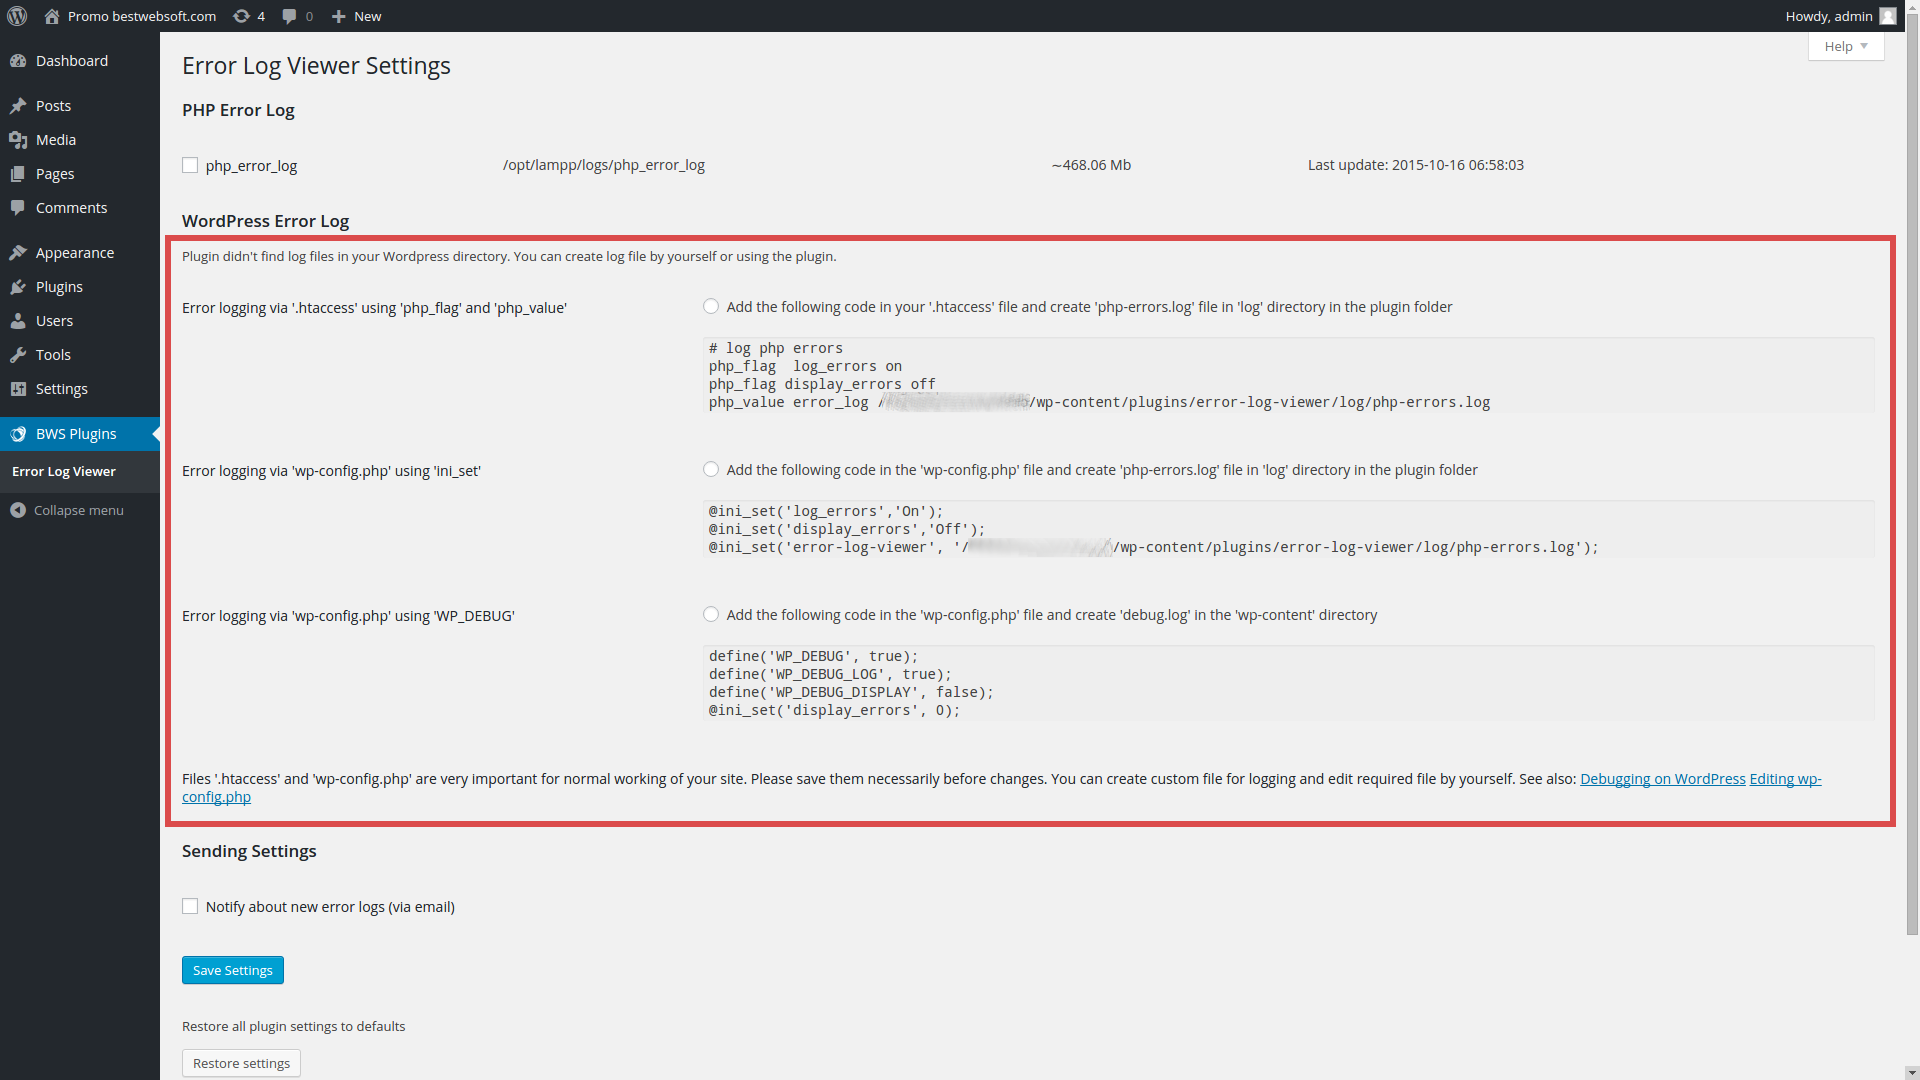 Promo bestwebsoft.com 4 0 New Howdy, admin
Help
Dashboard
Posts
Media
Pages
Comments
Appearance
Plugins
Users
Tools
Settings
BWS Plugins
Error Log Viewer
Collapse menu
Error Log Viewer Settings
PHP Error Log
php_error_log /opt/lampp/logs/php_error_log ~468.06 Mb Last update: 2015-10-16 06:58:03
WordPress Error Log
Plugin didn't find log files in your Wordpress directory. You can create log file by yourself or using the plugin.
Error logging via '.htaccess' using 'php_flag' and 'php_value'
Add the following code in your '.htaccess' file and create 'php-errors.log' file in 'log' directory in the plugin folder
# log php errors
php_flag  log_errors on
php_flag display_errors off
php_value error_log / /wp-content/plugins/error-log-viewer/log/php-errors.log
Error logging via 'wp-config.php' using 'ini_set'
Add the following code in the 'wp-config.php' file and create 'php-errors.log' file in 'log' directory in the plugin folder
@ini_set('log_errors','On');
@ini_set('display_errors','Off');
@ini_set('error-log-viewer', '/ /wp-content/plugins/error-log-viewer/log/php-errors.log');
Error logging via 'wp-config.php' using 'WP_DEBUG'
Add the following code in the 'wp-config.php' file and create 'debug.log' in the 'wp-content' directory
define('WP_DEBUG', true);
define('WP_DEBUG_LOG', true);
define('WP_DEBUG_DISPLAY', false);
@ini_set('display_errors', 0);
Files '.htaccess' and 'wp-config.php' are very important for normal working of your site. Please save them necessarily before changes. You can create custom file for logging and edit required file by yourself. See also: Debugging on WordPress Editing wp-
config.php
Sending Settings
Notify about new error logs (via email)
Save Settings
Restore all plugin settings to defaults
Restore settings